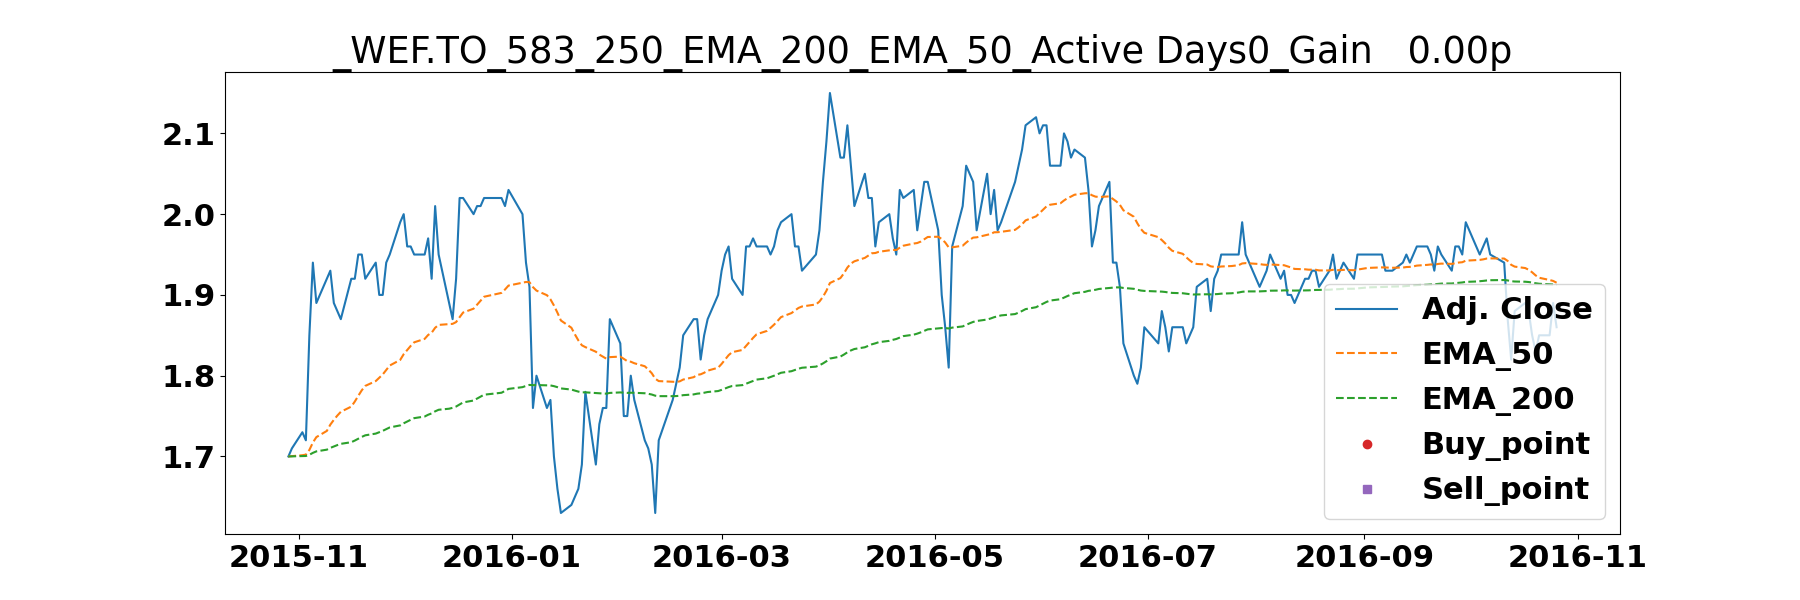 _WEF.TO_583_250_EMA_200_EMA_50_Active Days0_Gain   0.00p
2.1
2.0
1.9
1.8
1.7
Adj. Close
EMA_50
EMA_200
Buy_point
Sell_point
2015-11 2016-01 2016-03 2016-05 2016-07 2016-09 2016-11